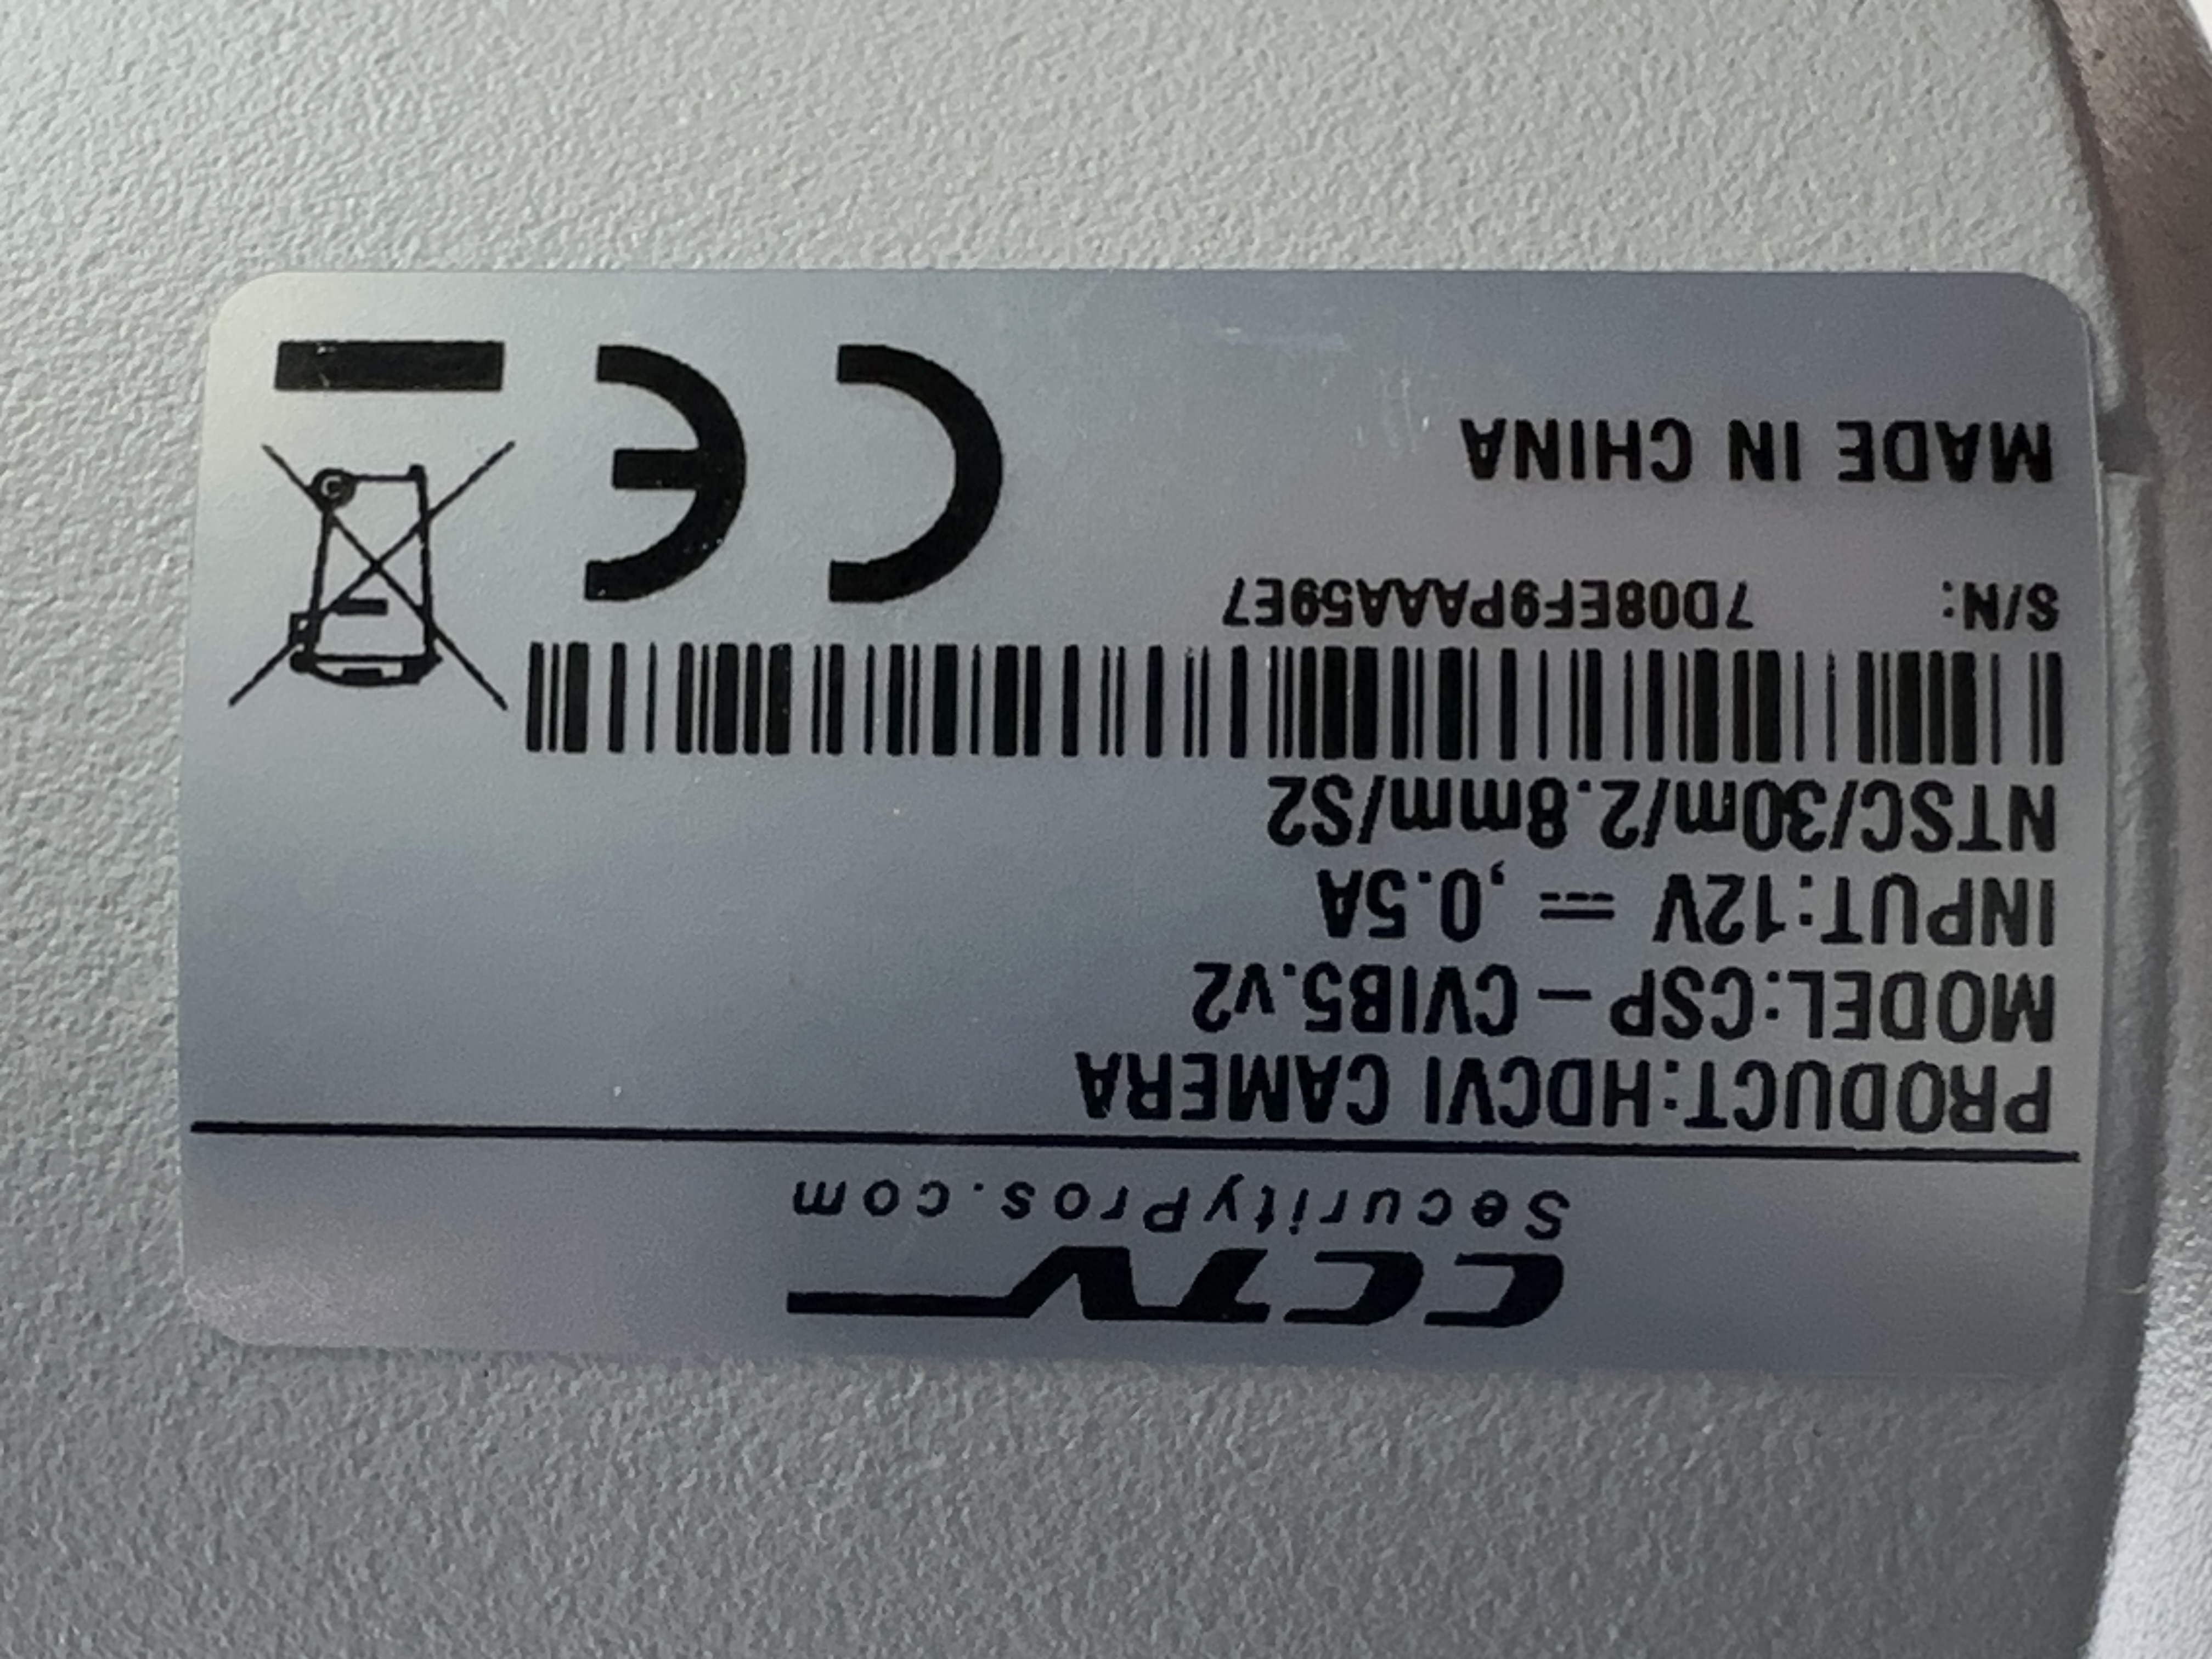 CCTV
SecurityPros.com
PRODUCT:HDCVI CAMERA
MODEL:CSP-CVIB5.v2
INPUT:12V ⎓ ,0.5A
NTSC/30m/2.8mm/S2
S/N: 7D08EF9PAAA59E7
MADE IN CHINA
CE